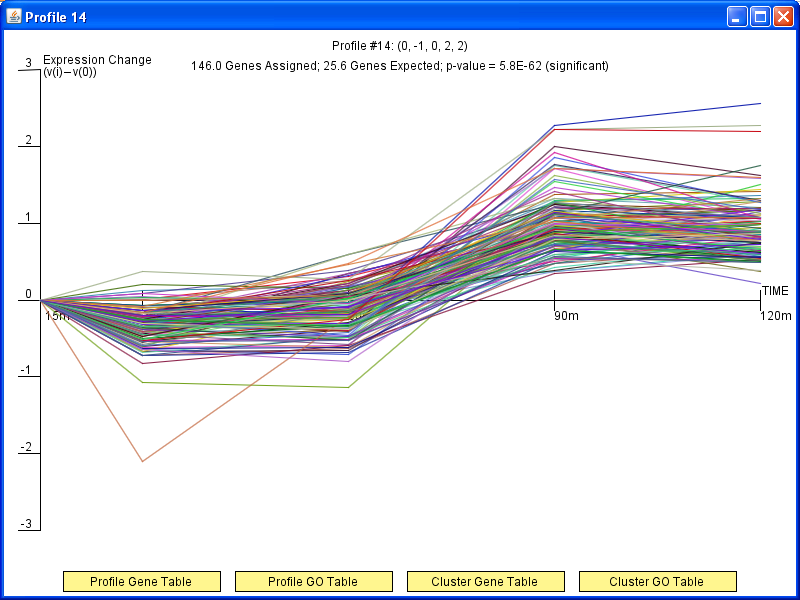 Profile 14
Profile #14: (0, -1, 0, 2, 2)
146.0 Genes Assigned; 25.6 Genes Expected; p-value = 5.8E-62 (significant)
Expression Change
(v(i)−v(0))
3
2
1
0
-1
-2
-3
TIME
15m
90m
120m
Profile Gene Table
Profile GO Table
Cluster Gene Table
Cluster GO Table